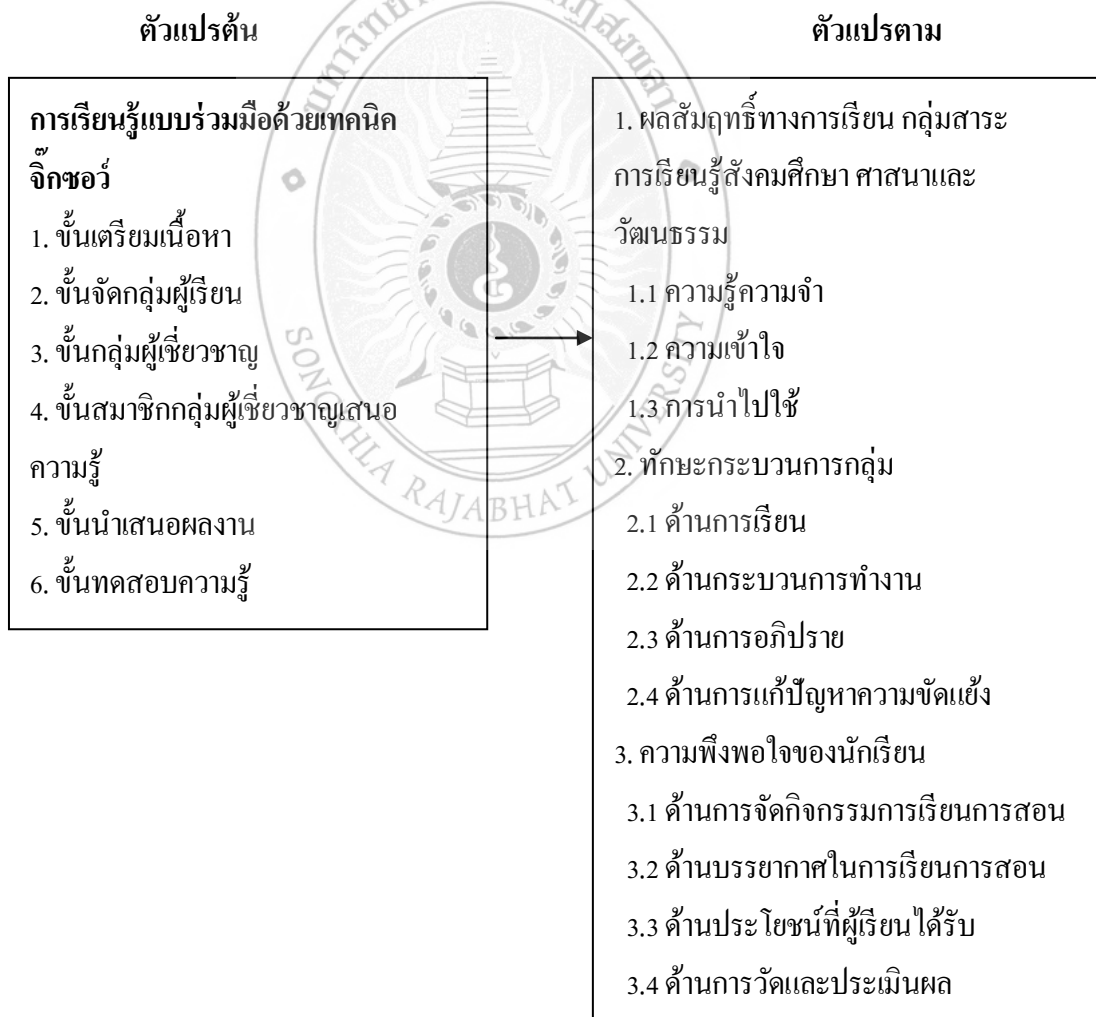 ตัวแปรต้น
ตัวแปรตาม
การเรียนรู้แบบร่วมมือด้วยเทคนิค
จิ๊กซอว์
1. ขั้นเตรียมเนื้อหา
2. ขั้นจัดกลุ่มผู้เรียน
3. ขั้นกลุ่มผู้เชี่ยวชาญ
4. ขั้นสมาชิกกลุ่มผู้เชี่ยวชาญเสนอ
ความรู้
5. ขั้นนำเสนอผลงาน
6. ขั้นทดสอบความรู้
1. ผลสัมฤทธิ์ทางการเรียน กลุ่มสาระ
การเรียนรู้สังคมศึกษา ศาสนาและ
วัฒนธรรม
1.1 ความรู้ความจำ
1.2 ความเข้าใจ
1.3 การนำไปใช้
2. ทักษะกระบวนการกลุ่ม
2.1 ด้านการเรียน
2.2 ด้านกระบวนการทำงาน
2.3 ด้านการอภิปราย
2.4 ด้านการแก้ปัญหาความขัดแย้ง
3. ความพึงพอใจของนักเรียน
3.1 ด้านการจัดกิจกรรมการเรียนการสอน
3.2 ด้านบรรยากาศในการเรียนการสอน
3.3 ด้านประโยชน์ที่ผู้เรียนได้รับ
3.4 ด้านการวัดและประเมินผล
SONGKHLA RAJABHAT UNIVERSITY